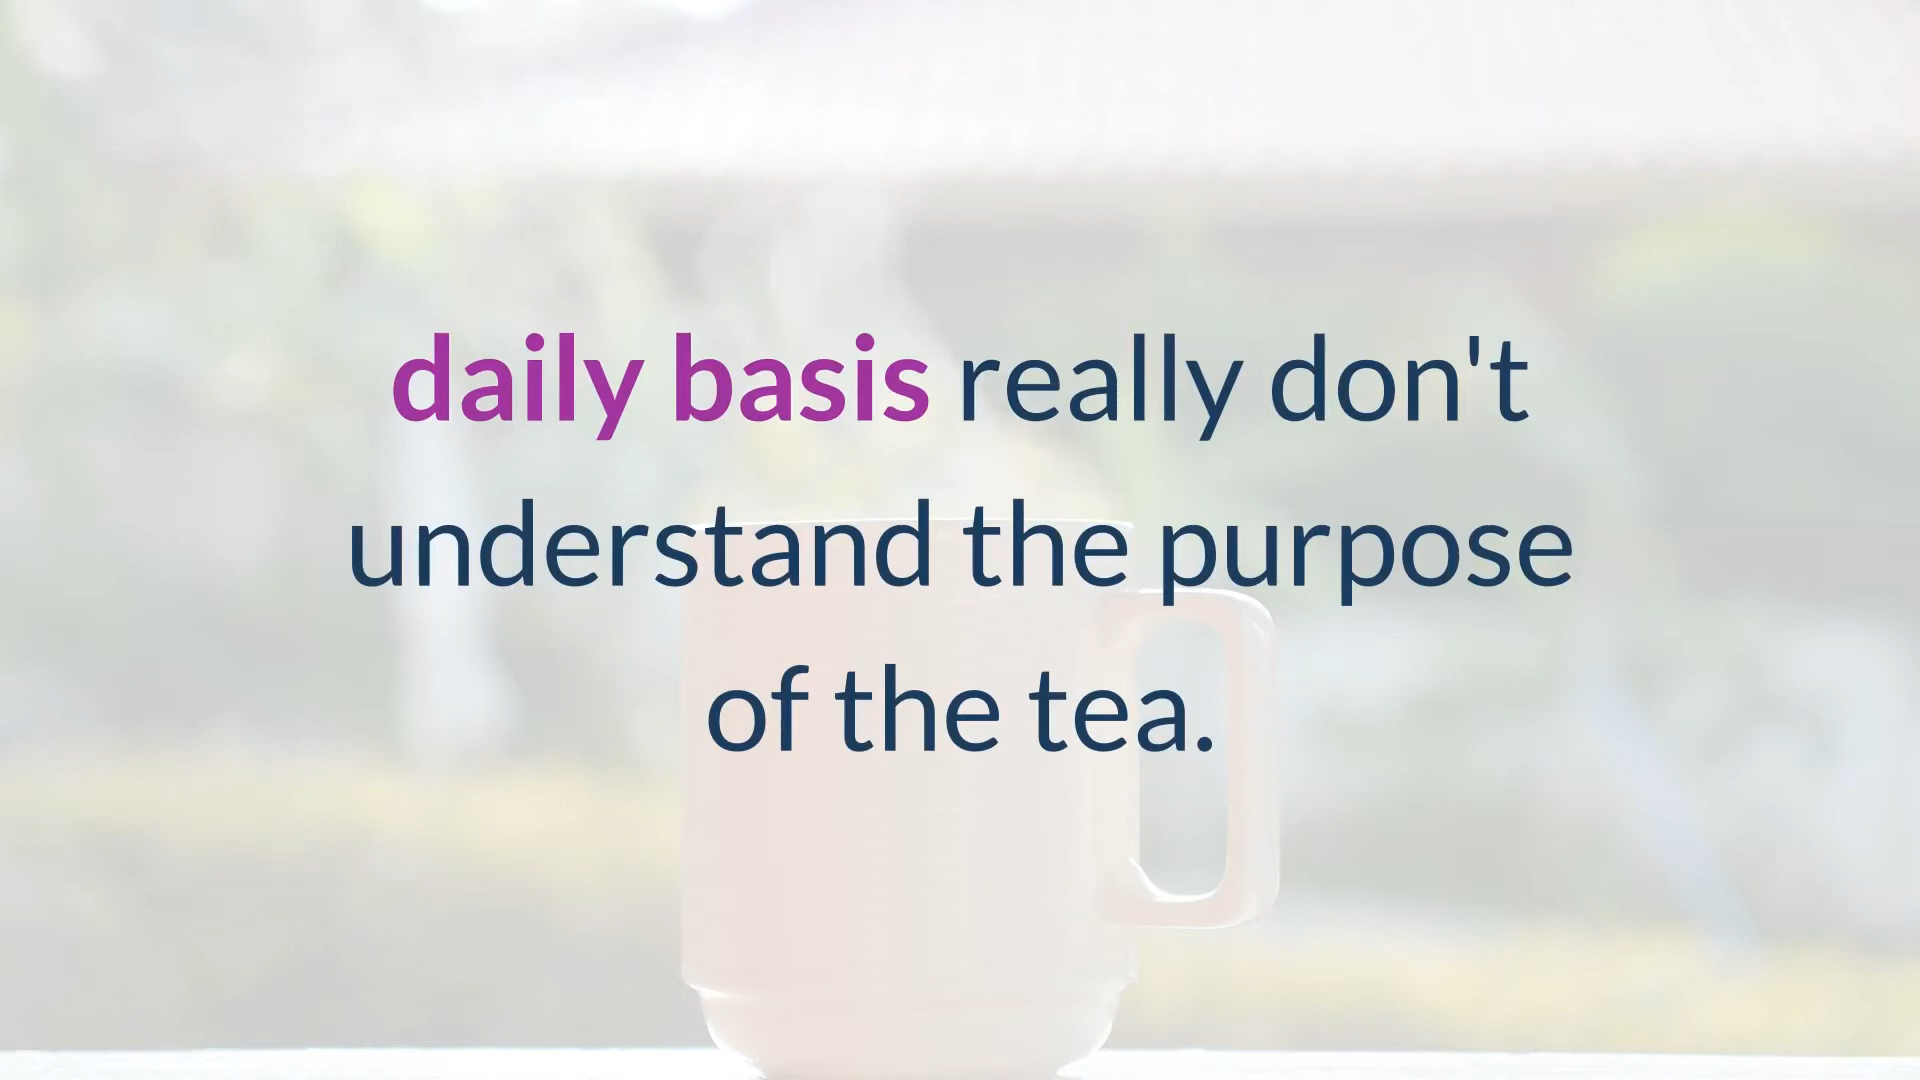 daily basis really don't
understand the purpose
of the tea.